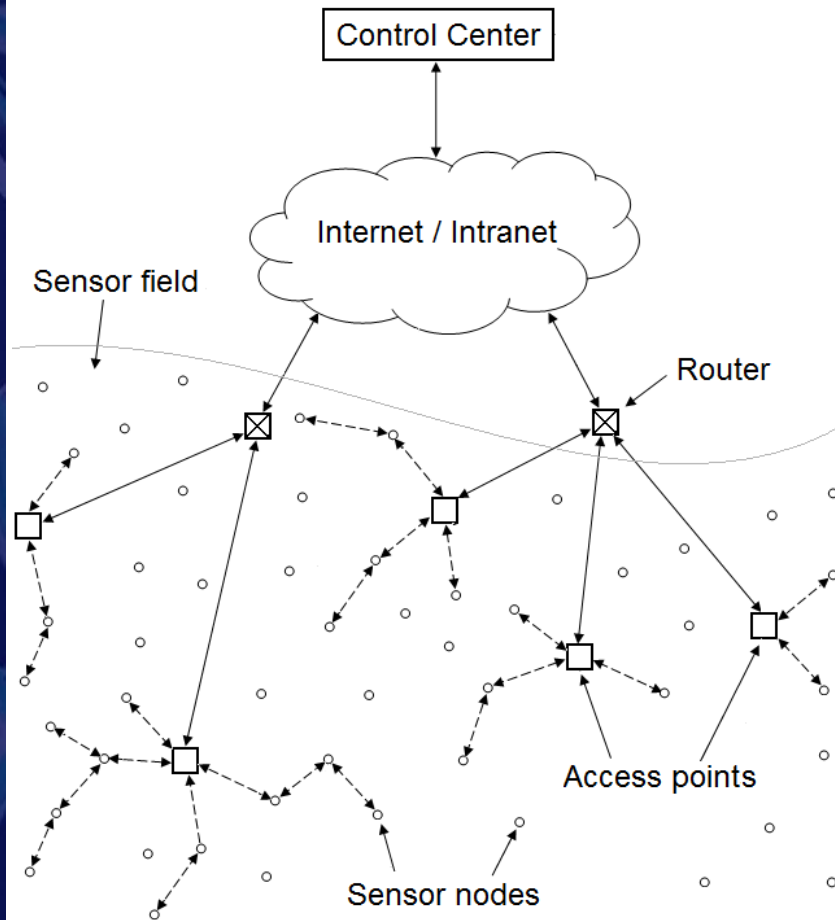 Control Center
Internet / Intranet
Sensor field
Router
Access points
Sensor nodes